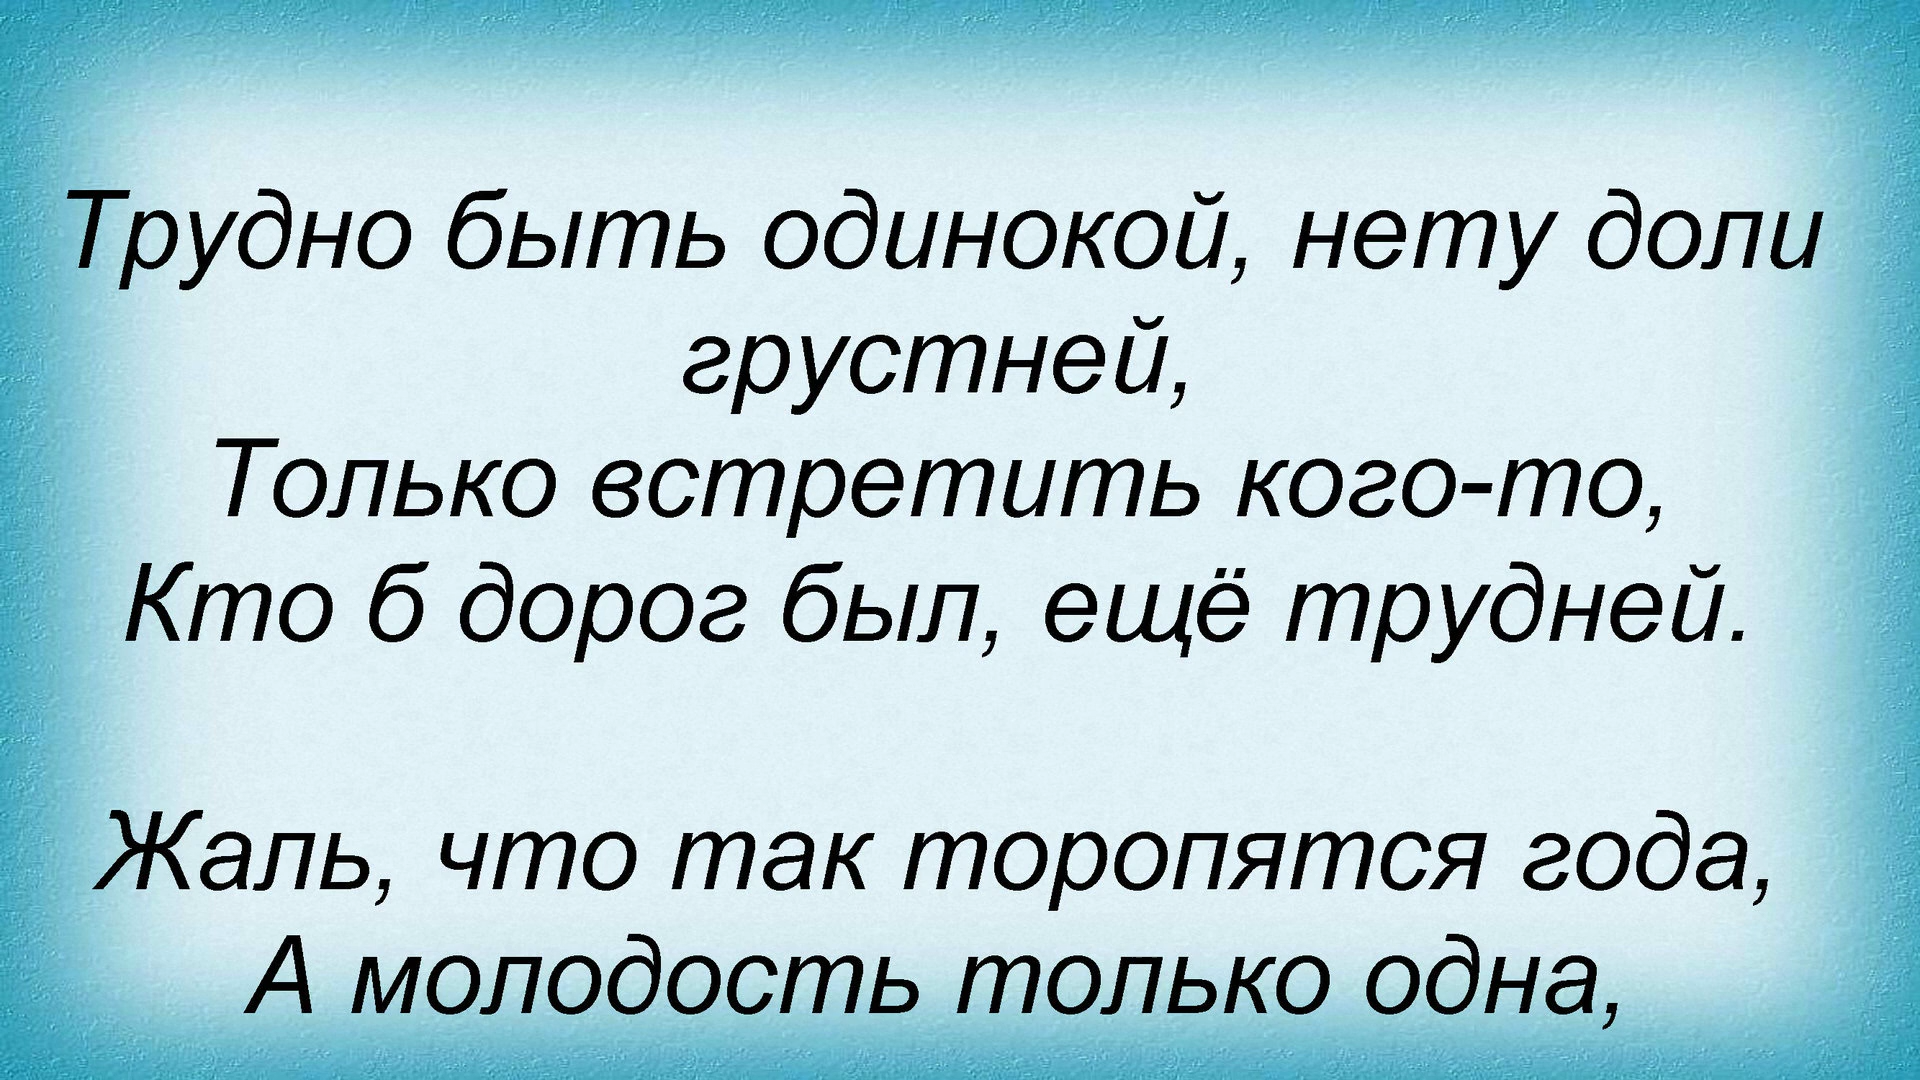 Трудно быть одинокой, нету доли
грустней,
Только встретить кого-то,
Кто б дорог был, ещё трудней.
Жаль, что так торопятся года,
А молодость только одна,